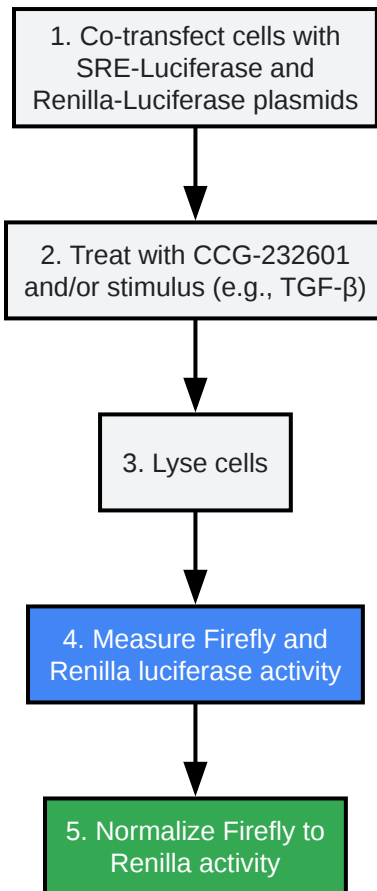 1. Co-transfect cells with
SRE-Luciferase and
Renilla-Luciferase plasmids
2. Treat with CCG-232601
and/or stimulus (e.g., TGF-β)
3. Lyse cells
4. Measure Firefly and
Renilla luciferase activity
5. Normalize Firefly to
Renilla activity